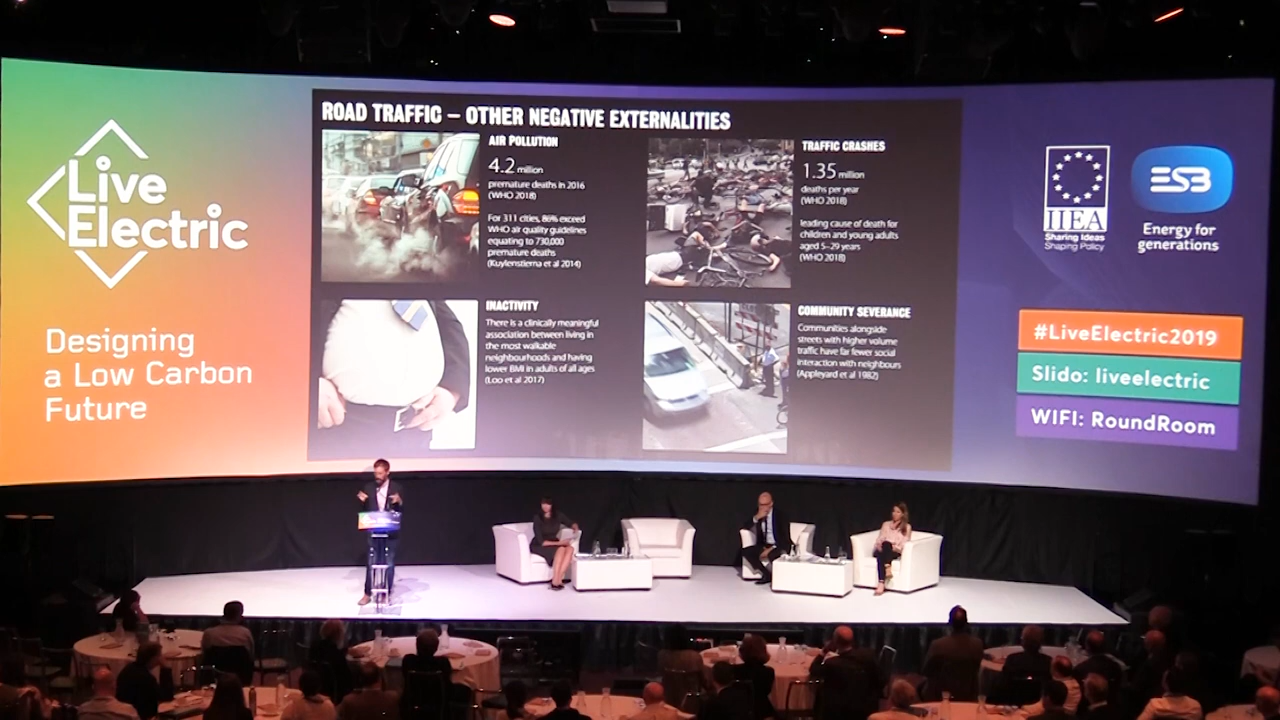 Live
Electric
Designing
a Low Carbon
Future
ROAD TRAFFIC – OTHER NEGATIVE EXTERNALITIES
AIR POLLUTION
4.2 million
premature deaths in 2016
(WHO 2018)
For 311 cities, 86% exceed
WHO air quality guidelines
equating to 730,000
premature deaths
(Kuylenstierna et al 2014)
TRAFFIC CRASHES
1.35 million
deaths per year
(WHO 2018)
leading cause of death for
children and young adults
aged 5–29 years
(WHO 2018)
INACTIVITY
There is a clinically meaningful
association between living in
the most walkable
neighbourhoods and having
lower BMI in adults of all ages
(Loo et al 2017)
COMMUNITY SEVERANCE
Communities alongside
streets with higher volume
traffic have far fewer social
interaction with neighbours
(Appleyard et al 1982)
IIEA
Sharing Ideas
Shaping Policy
ESB
Energy for
generations
#LiveElectric2019
Slido: liveelectric
WIFI: RoundRoom